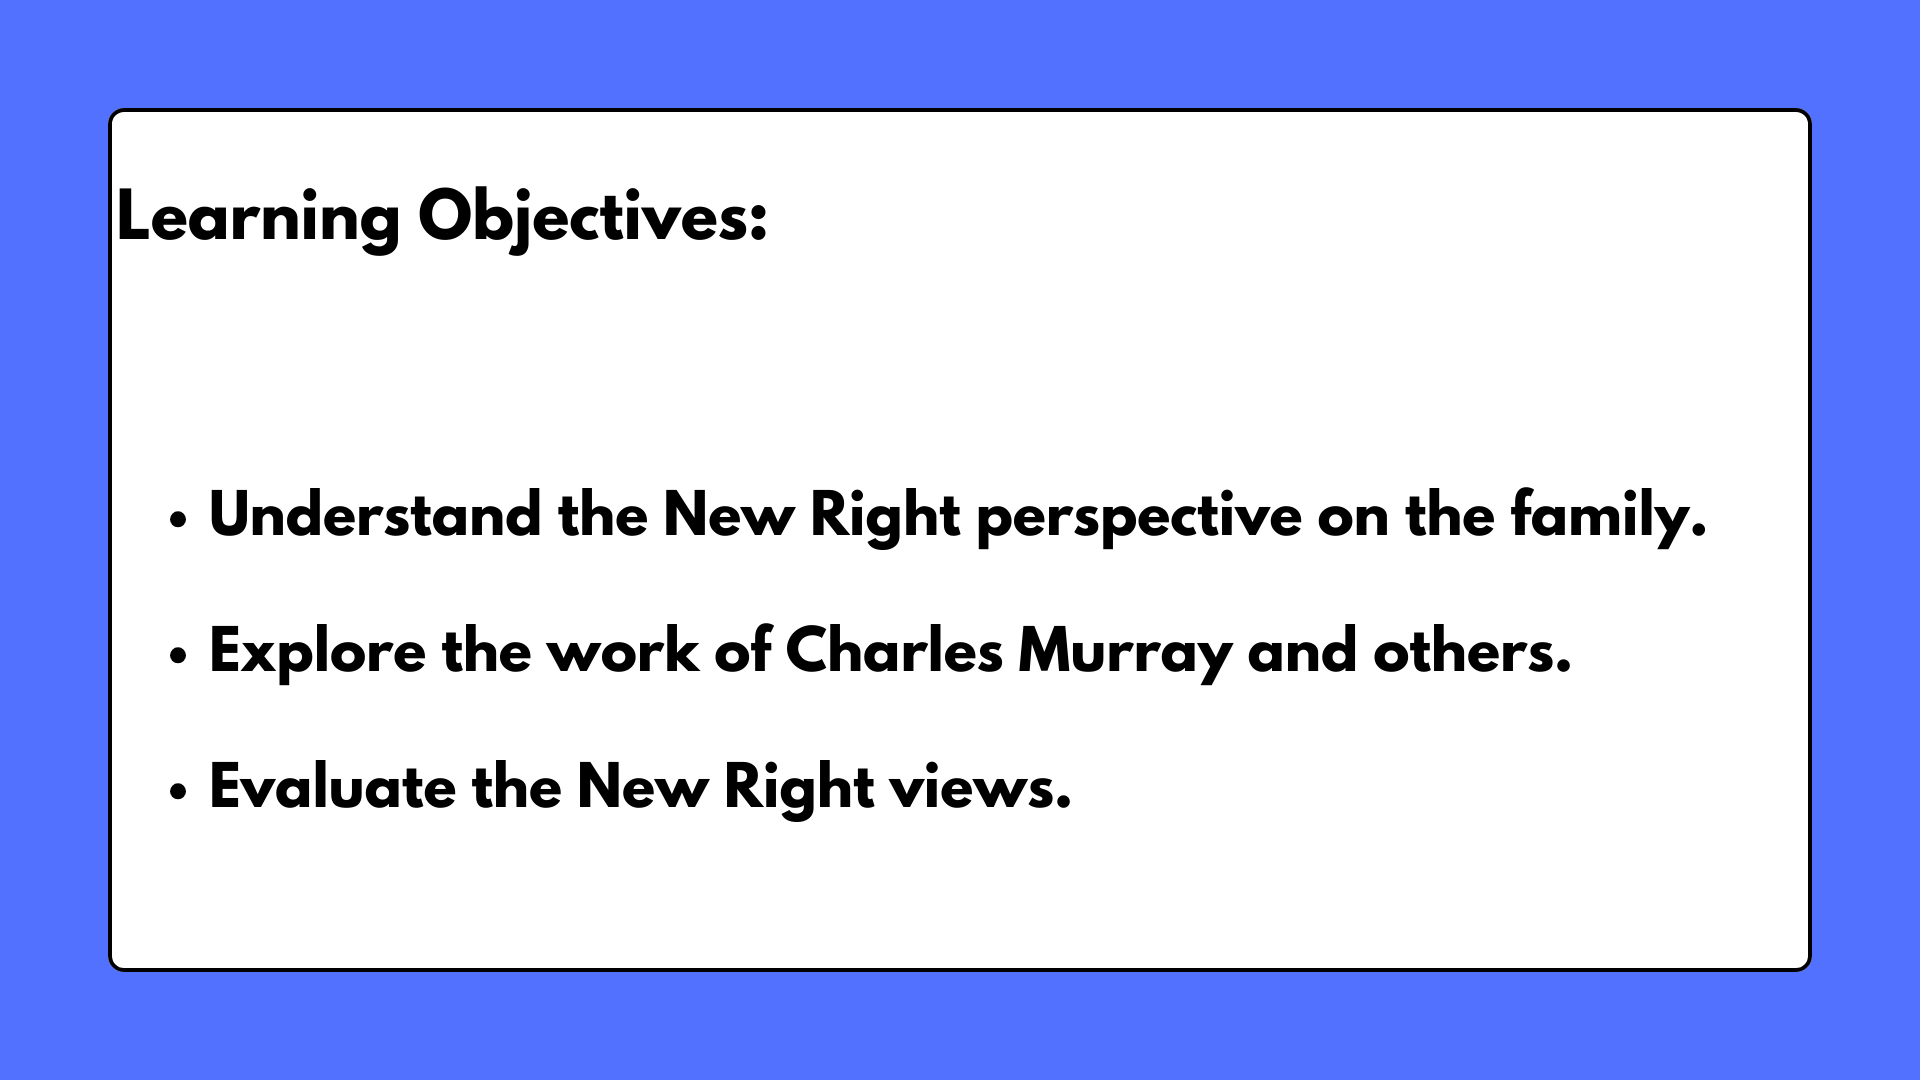 Learning Objectives:
• Understand the New Right perspective on the family.
• Explore the work of Charles Murray and others.
• Evaluate the New Right views.